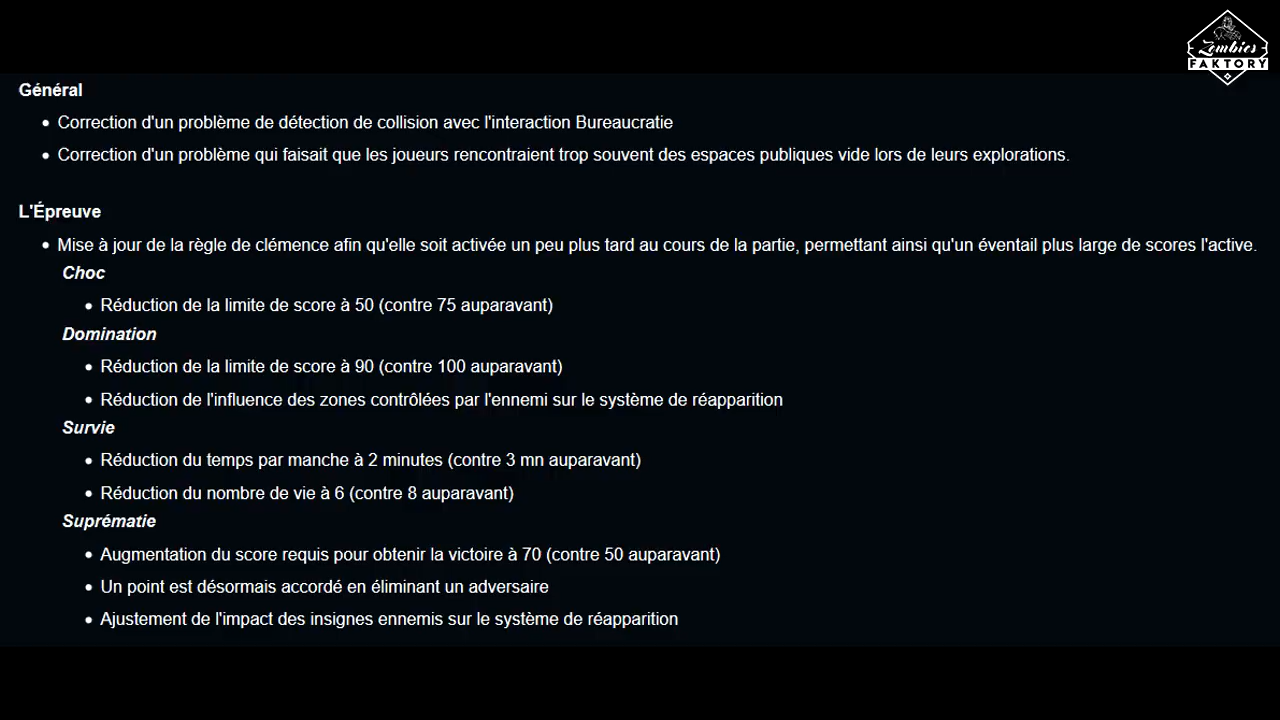 Zombies
FAKTORY
Général
• Correction d'un problème de détection de collision avec l'interaction Bureaucratie
• Correction d'un problème qui faisait que les joueurs rencontraient trop souvent des espaces publiques vide lors de leurs explorations.
L'Épreuve
• Mise à jour de la règle de clémence afin qu'elle soit activée un peu plus tard au cours de la partie, permettant ainsi qu'un éventail plus large de scores l'active.
Choc
• Réduction de la limite de score à 50 (contre 75 auparavant)
Domination
• Réduction de la limite de score à 90 (contre 100 auparavant)
• Réduction de l'influence des zones contrôlées par l'ennemi sur le système de réapparition
Survie
• Réduction du temps par manche à 2 minutes (contre 3 mn auparavant)
• Réduction du nombre de vie à 6 (contre 8 auparavant)
Suprématie
• Augmentation du score requis pour obtenir la victoire à 70 (contre 50 auparavant)
• Un point est désormais accordé en éliminant un adversaire
• Ajustement de l'impact des insignes ennemis sur le système de réapparition